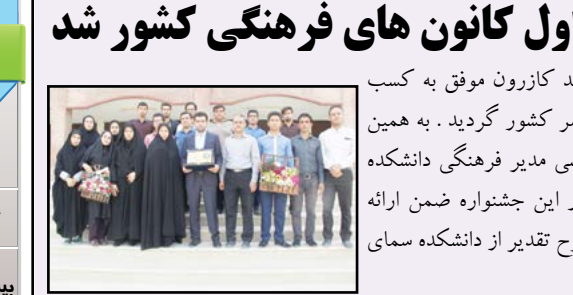 اول کانون های فرهنگی کشور شد
کازرون موفق به کسب
کشور گردید . به همین
مدیر فرهنگی دانشکده
این جشنواره ضمن ارائه
تقدیر از دانشکده سمای